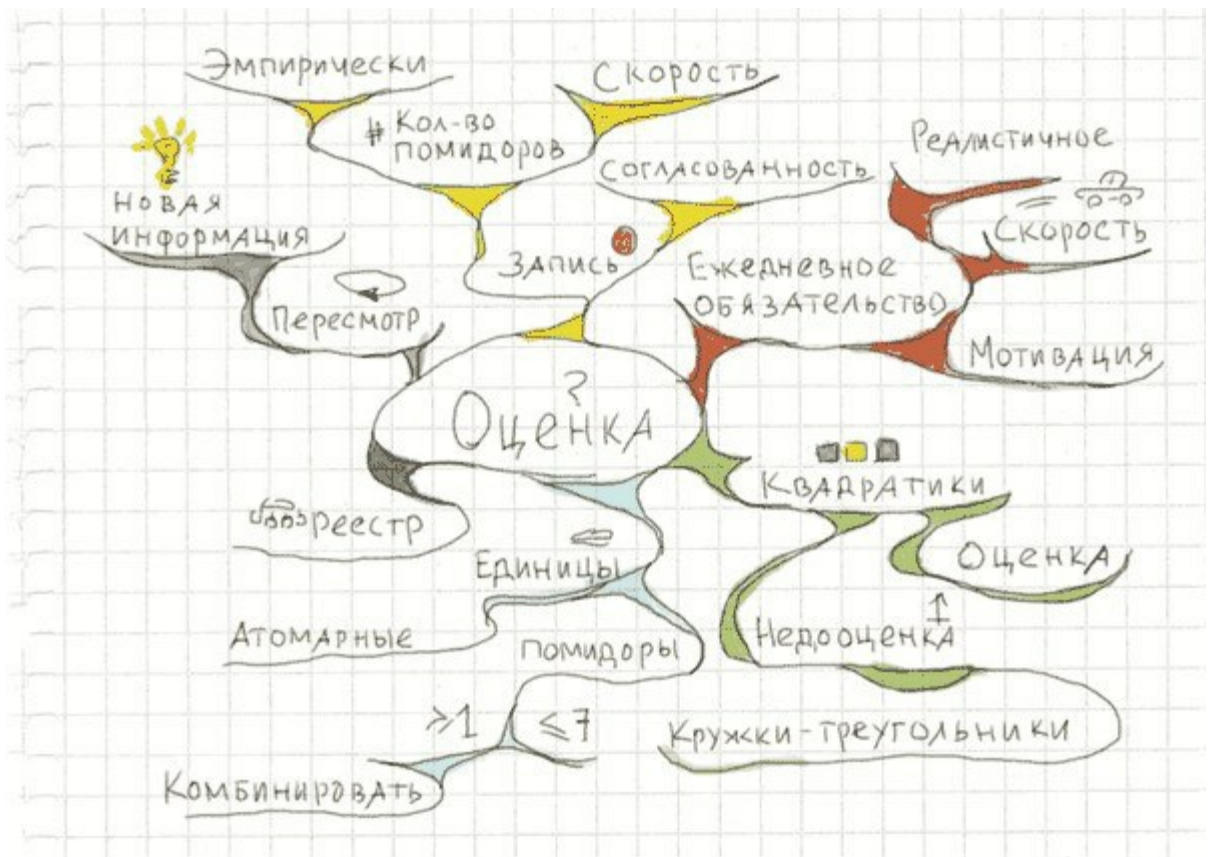 Эмпирически
Скорость
# Кол-во
помидоров
Реалистичное
Согласованность
Новая
информация
Скорость
Запись
Ежедневное
обязательство
Пересмотр
Мотивация
?
Оценка
Квадратики
реестр
Единицы
Оценка
Атомарные
помидоры
Недооценка
≥1
≤7
Кружки-треугольники
Комбинировать